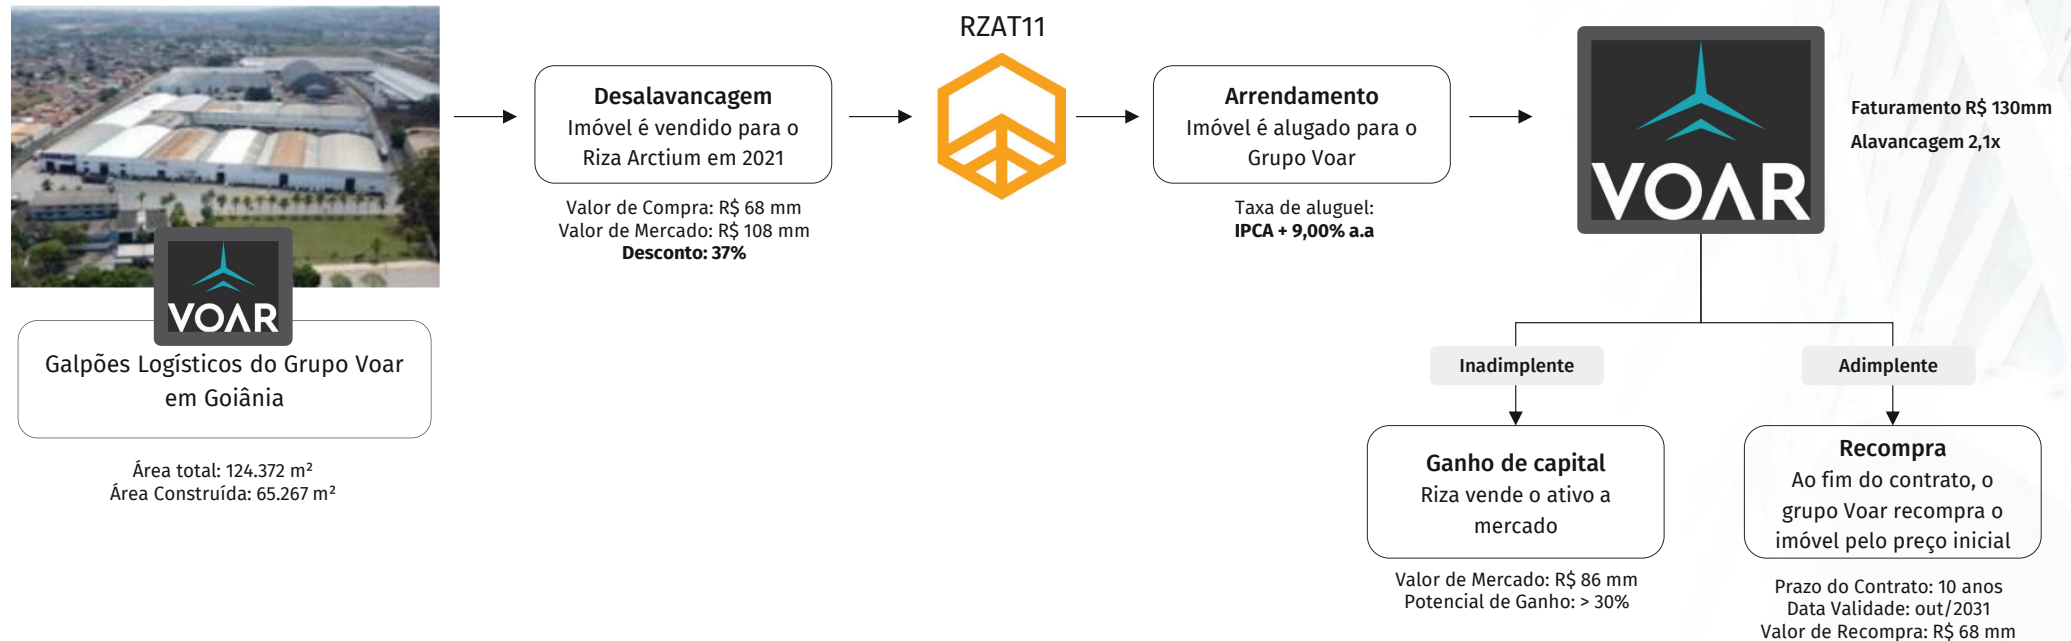 RZAT11
Desalavancagem
Imóvel é vendido para o
Riza Arctium em 2021
Valor de Compra: R$ 68 mm
Valor de Mercado: R$ 108 mm
Desconto: 37%
Arrendamento
Imóvel é alugado para o
Grupo Voar
Taxa de aluguel:
IPCA + 9,00% a.a
VOAR
Faturamento R$ 130mm
Alavancagem 2,1x
VOAR
Galpões Logísticos do Grupo Voar
em Goiânia
Área total: 124.372 m²
Área Construída: 65.267 m²
Inadimplente
Ganho de capital
Riza vende o ativo a
mercado
Valor de Mercado: R$ 86 mm
Potencial de Ganho: > 30%
Adimplente
Recompra
Ao fim do contrato, o
grupo Voar recompra o
imóvel pelo preço inicial
Prazo do Contrato: 10 anos
Data Validade: out/2031
Valor de Recompra: R$ 68 mm